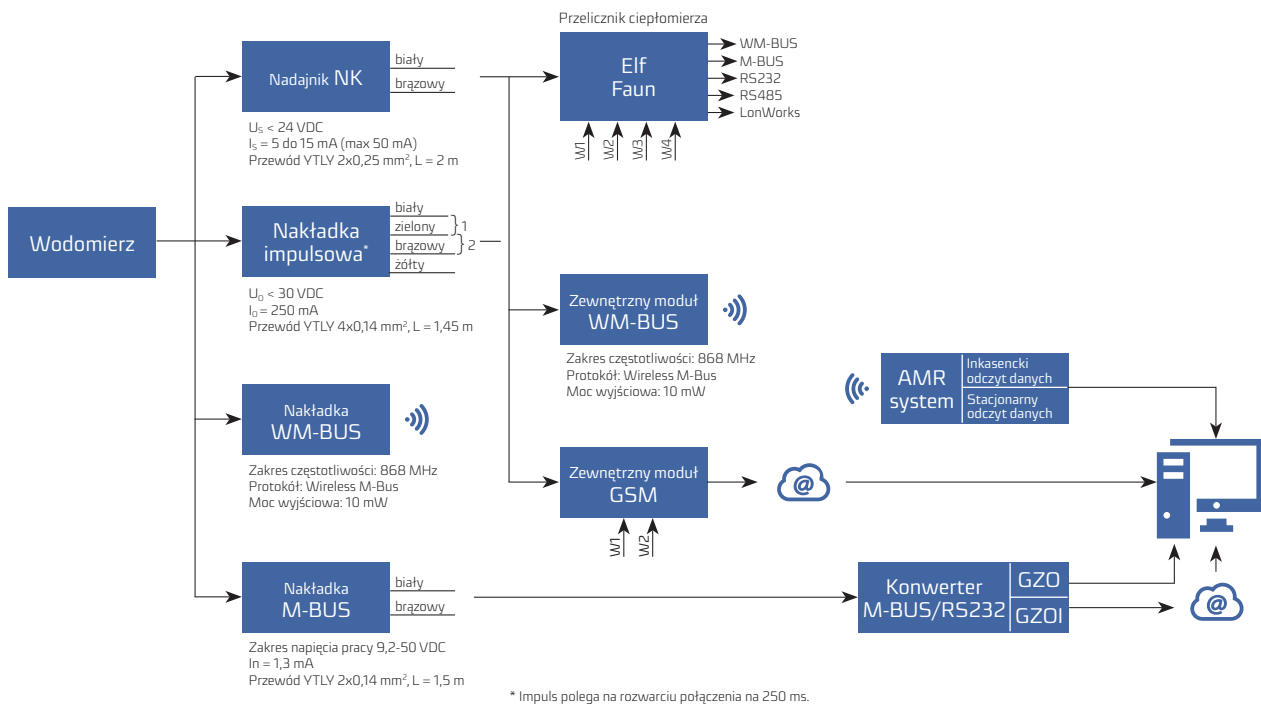 Przelicznik ciepłomierza
Nadajnik NK
biały
brązowy
U_S < 24 VDC
I_S = 5 do 15 mA (max 50 mA)
Przewód YTLY 2x0,25 mm², L = 2 m
Elf
Faun
WM-BUS
M-BUS
RS232
RS485
LonWorks
W1
W2
W3
W4
Wodomierz
Nakładka
impulsowa*
biały
zielony
brązowy
żółty
1
2
U_O < 30 VDC
I_O = 250 mA
Przewód YTLY 4x0,14 mm², L = 1,45 m
Zewnętrzny moduł
WM-BUS
Zakres częstotliwości: 868 MHz
Protokół: Wireless M-Bus
Moc wyjściowa: 10 mW
AMR
system
Inkasencki
odczyt danych
Stacjonarny
odczyt danych
Nakładka
WM-BUS
Zakres częstotliwości: 868 MHz
Protokół: Wireless M-Bus
Moc wyjściowa: 10 mW
Zewnętrzny moduł
GSM
W1
W2
@
Nakładka
M-BUS
biały
brązowy
Zakres napięcia pracy 9,2-50 VDC
In = 1,3 mA
Przewód YTLY 2x0,14 mm², L = 1,5 m
Konwerter
M-BUS/RS232
GZO
GZOI
@
* Impuls polega na rozwarciu połączenia na 250 ms.